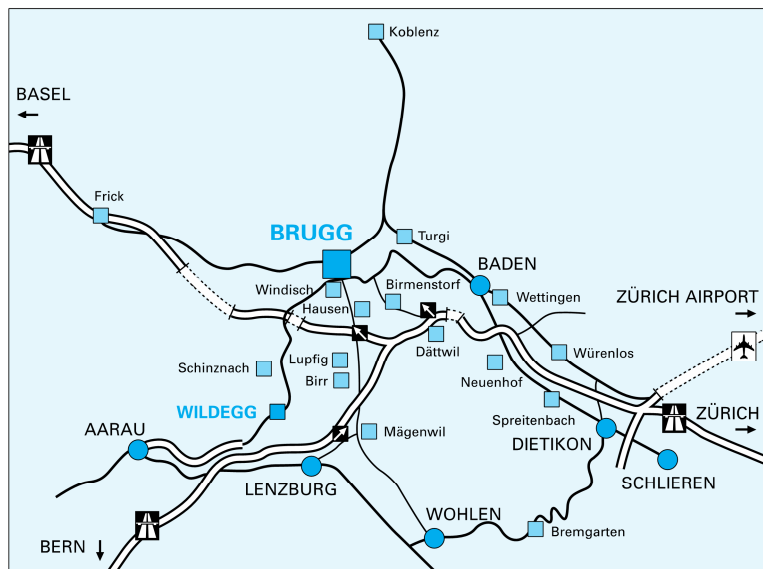 Koblenz
BASEL
Frick
BRUGG
Turgi
BADEN
Windisch
Birmenstorf
Wettingen
ZÜRICH AIRPORT
Hausen
Dättwil
Würenlos
Schinznach
Lupfig
Birr
Neuenhof
WILDEGG
Spreitenbach
ZÜRICH
AARAU
Mägenwil
DIETIKON
LENZBURG
SCHLIEREN
WOHLEN
Bremgarten
BERN